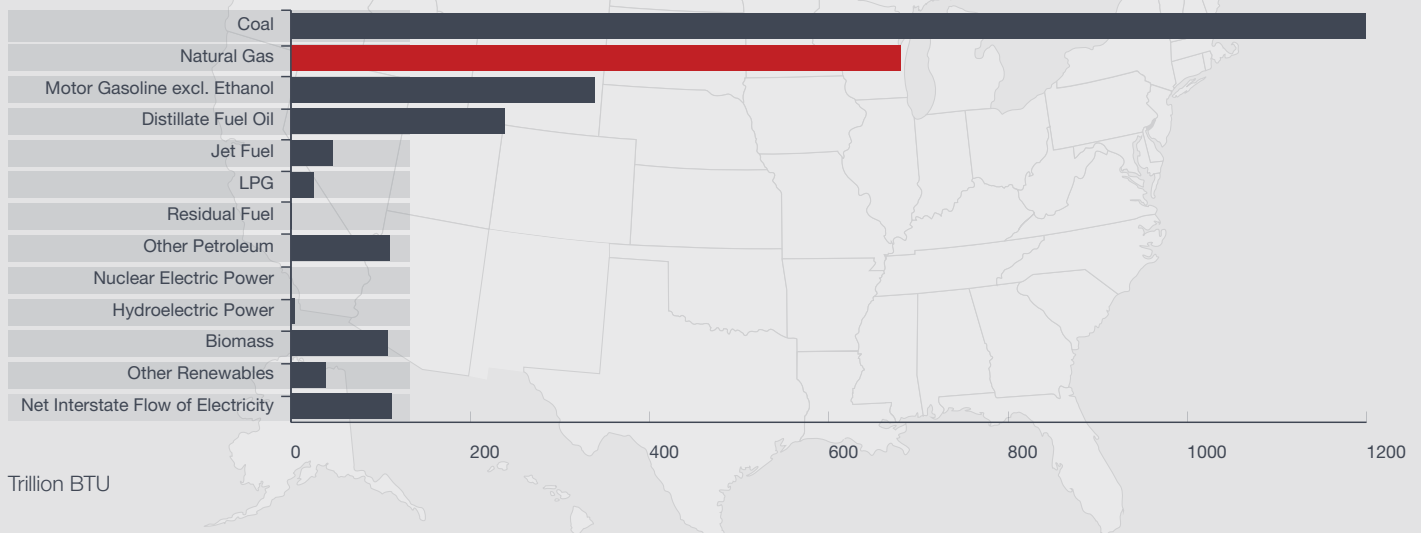 Coal
Natural Gas
Motor Gasoline excl. Ethanol
Distillate Fuel Oil
Jet Fuel
LPG
Residual Fuel
Other Petroleum
Nuclear Electric Power
Hydroelectric Power
Biomass
Other Renewables
Net Interstate Flow of Electricity
0 200 400 600 800 1000 1200
Trillion BTU